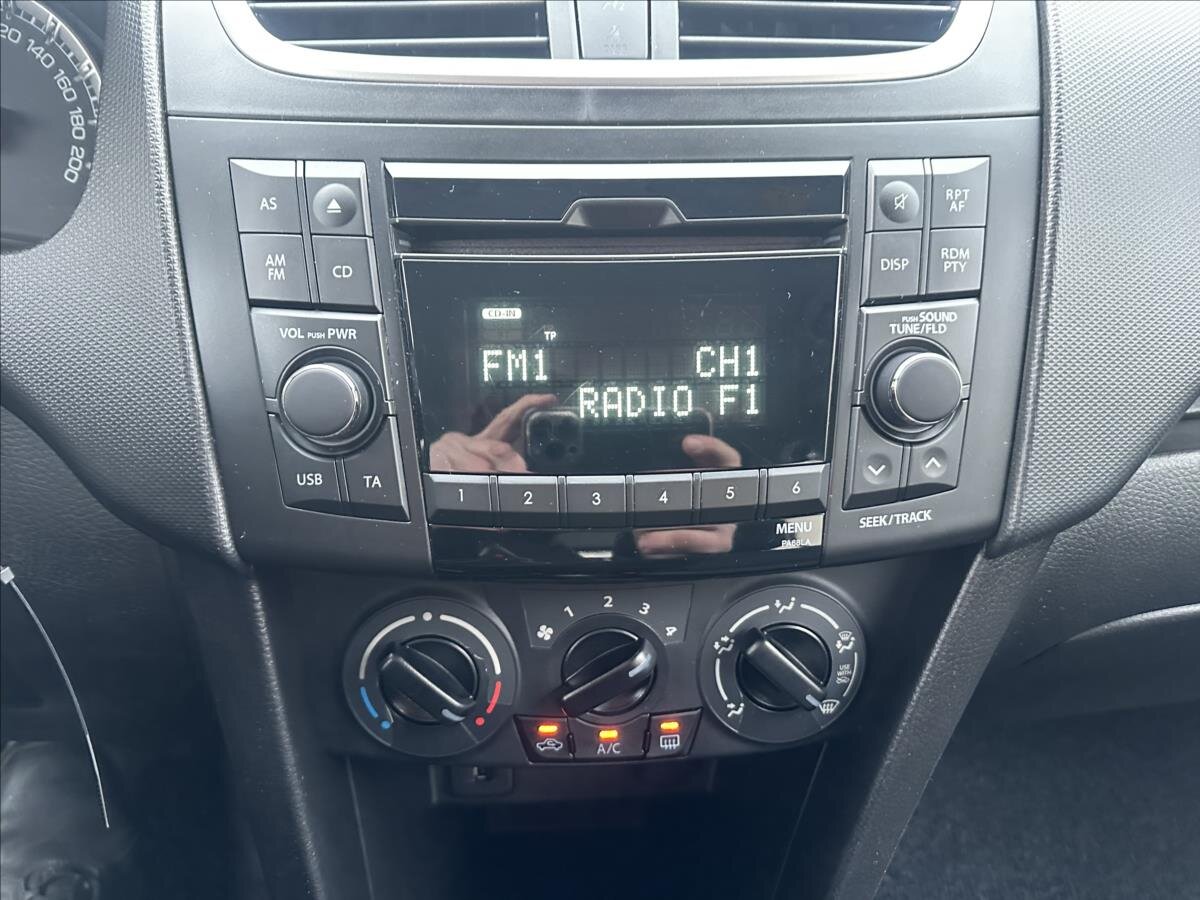 20 140 160 180 200
AS
AM
FM
CD
VOL PUSH PWR
USB
TA
CD-IN
TP
FM1 CH1
RADIO F1
1 2 3 4 5 6
MENU
PA68LA
RPT
AF
DISP
RDM
PTY
PUSH SOUND
TUNE/FLD
SEEK/TRACK
1 2 3 4
A/C
USE
WITH